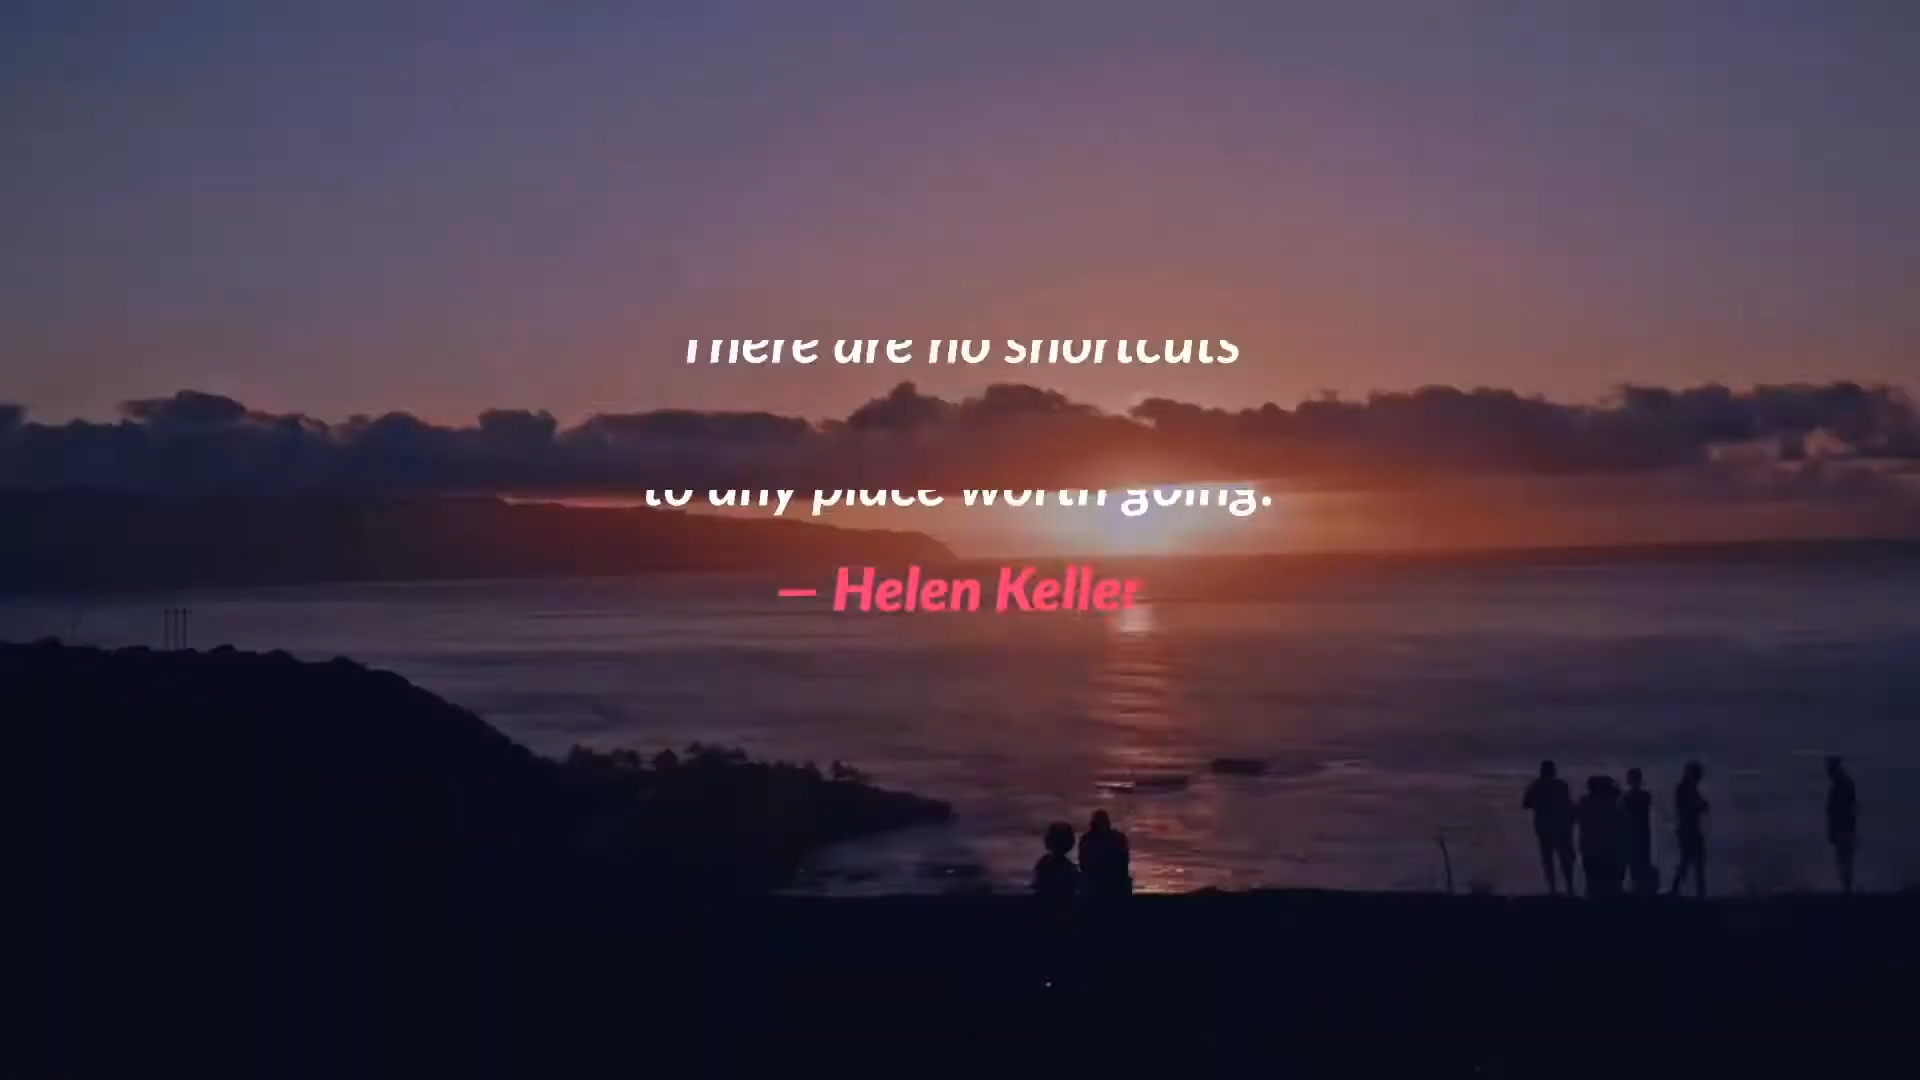 There are no shortcuts
to any place worth going.
— Helen Keller